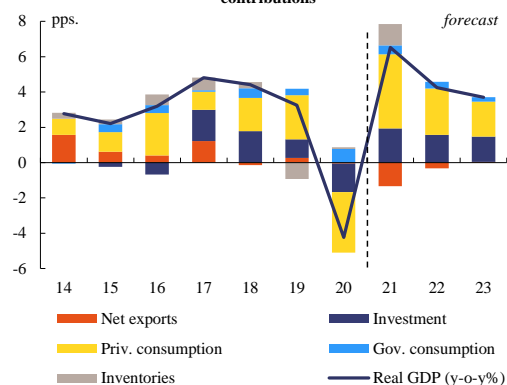 contributions
pps.
forecast
8
6
4
2
0
-2
-4
-6
14 15 16 17 18 19 20 21 22 23
Net exports Investment
Priv. consumption Gov. consumption
Inventories Real GDP (y-o-y%)